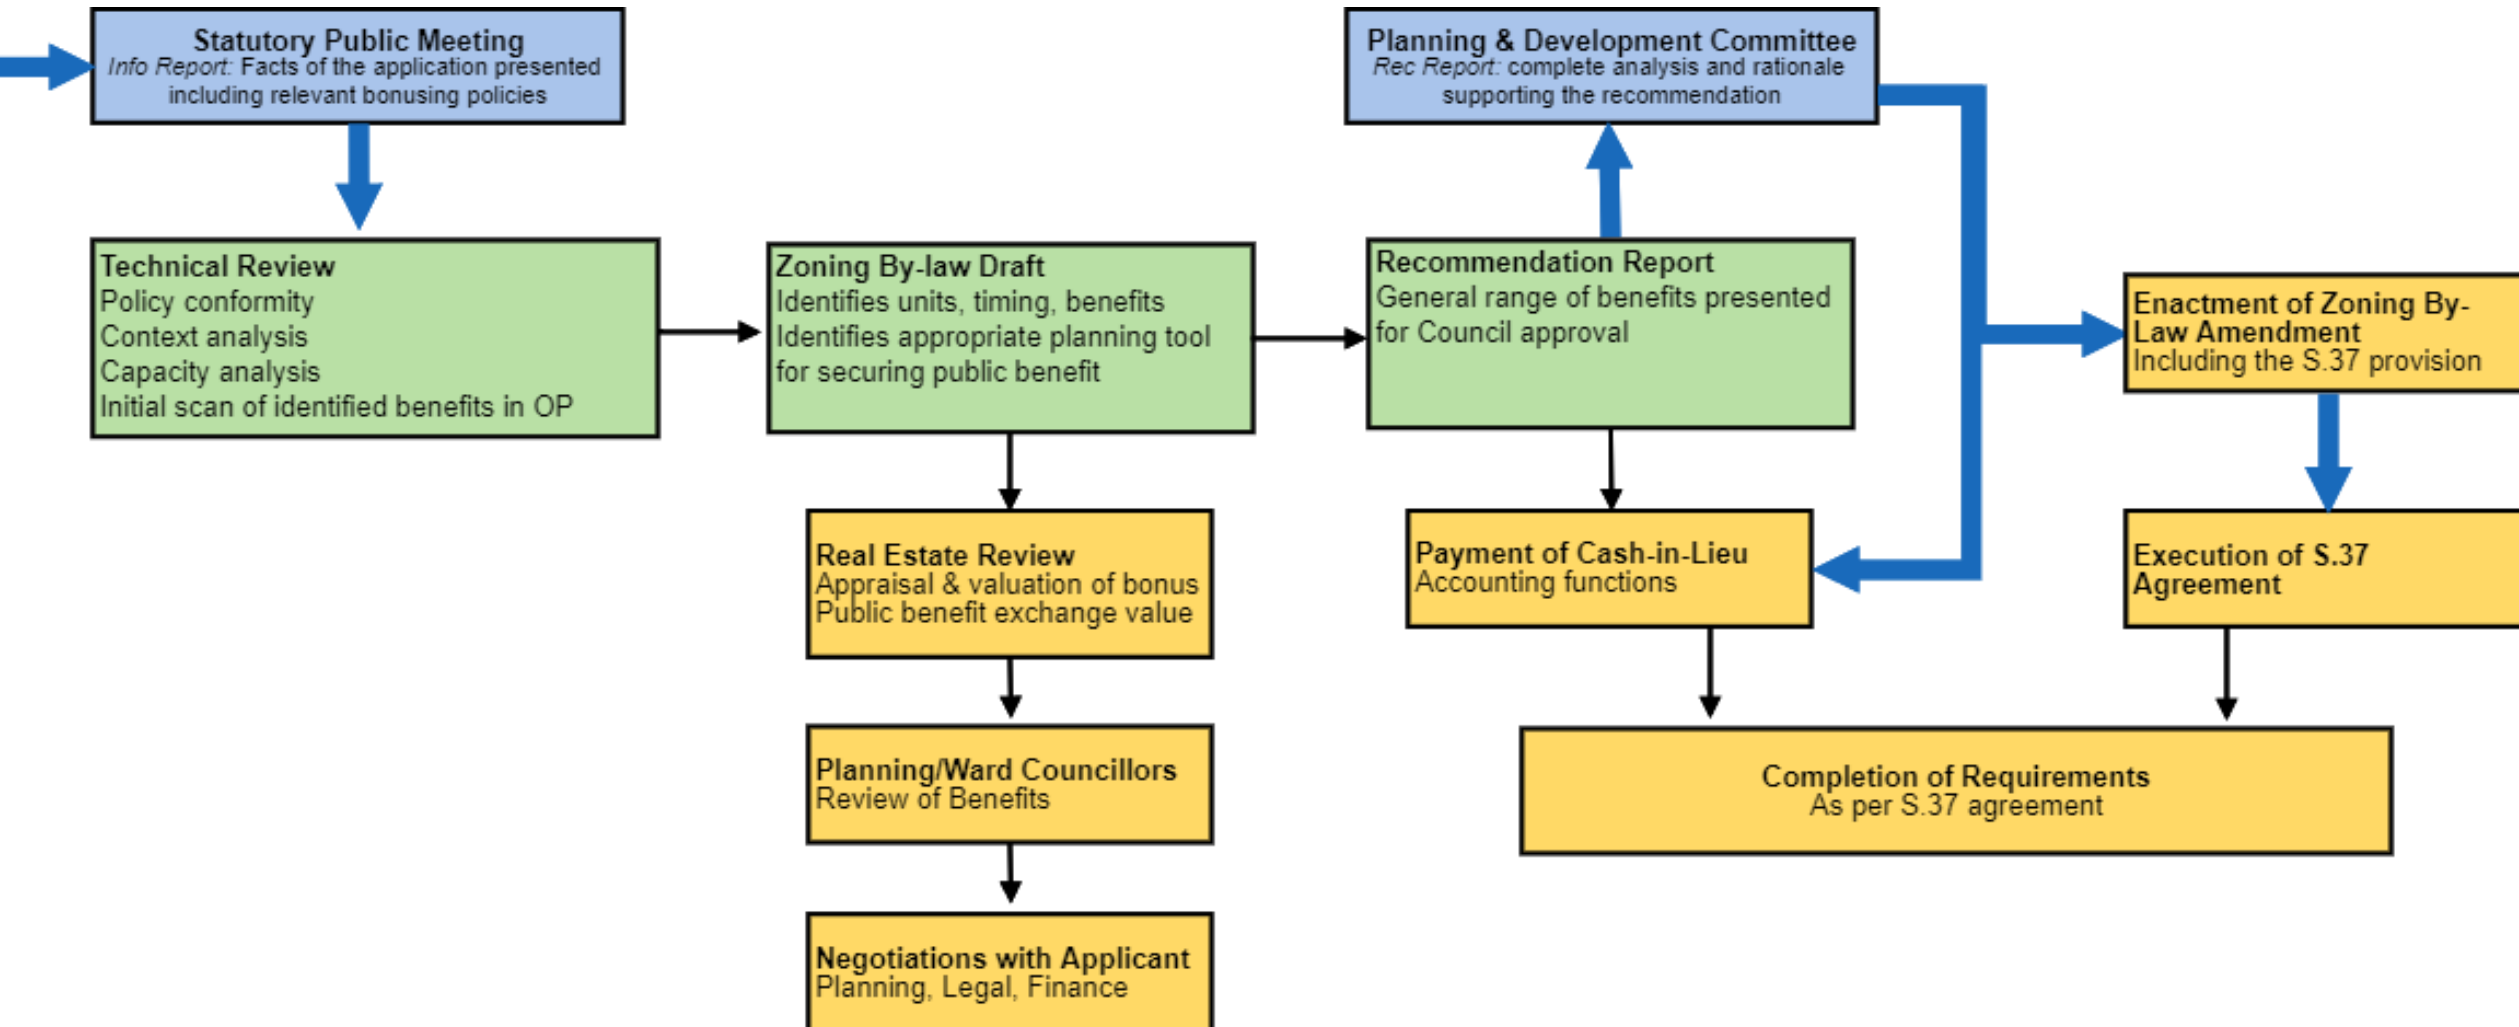 Statutory Public Meeting
Info Report: Facts of the application presented
including relevant bonusing policies
Planning & Development Committee
Rec Report: complete analysis and rationale
supporting the recommendation
Technical Review
Policy conformity
Context analysis
Capacity analysis
Initial scan of identified benefits in OP
Zoning By-law Draft
Identifies units, timing, benefits
Identifies appropriate planning tool
for securing public benefit
Recommendation Report
General range of benefits presented
for Council approval
Enactment of Zoning By-
Law Amendment
Including the S.37 provision
Real Estate Review
Appraisal & valuation of bonus
Public benefit exchange value
Payment of Cash-in-Lieu
Accounting functions
Execution of S.37
Agreement
Planning/Ward Councillors
Review of Benefits
Completion of Requirements
As per S.37 agreement
Negotiations with Applicant
Planning, Legal, Finance